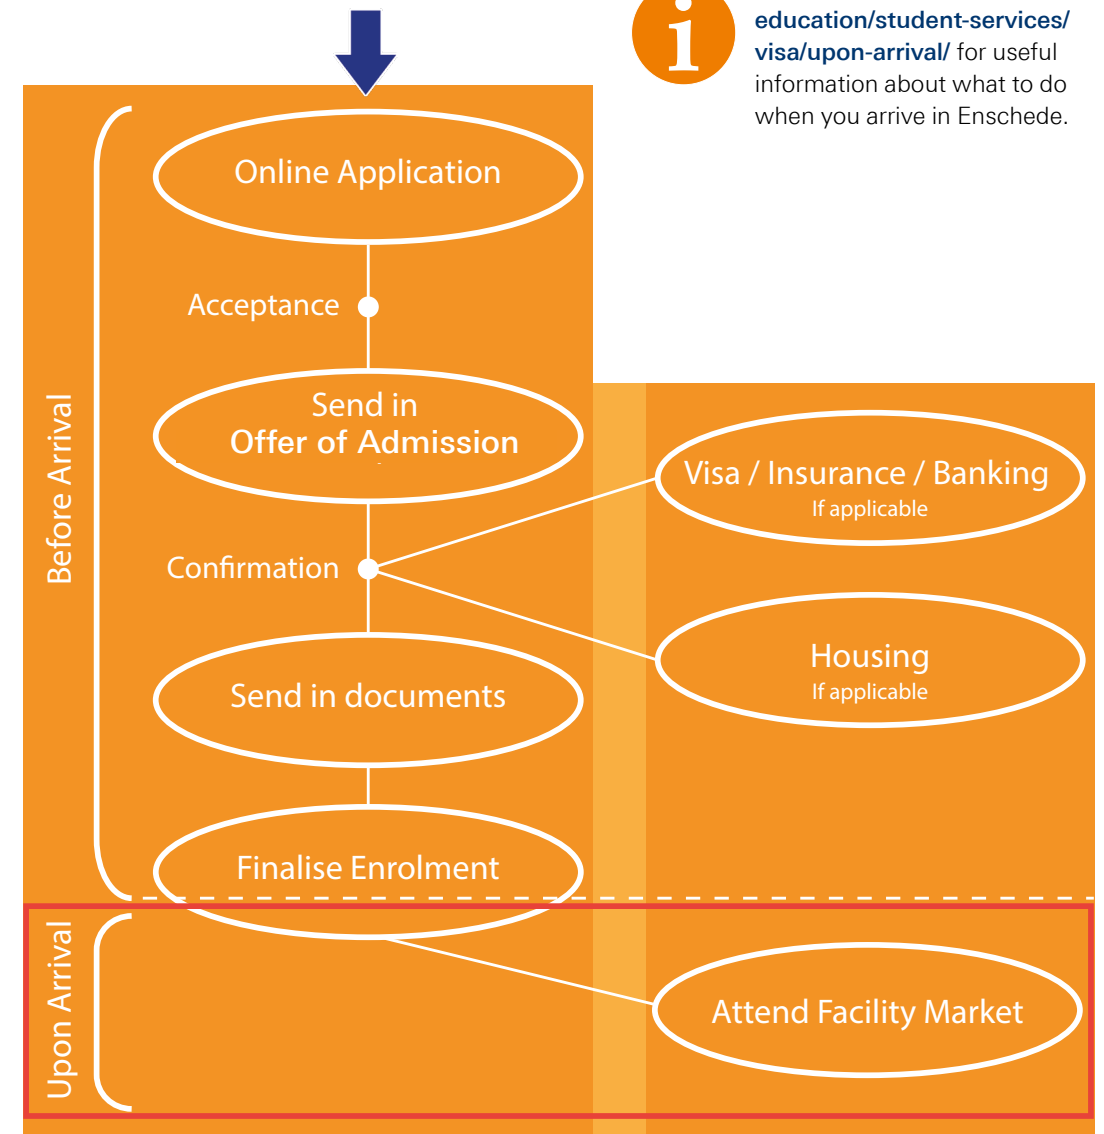 education/student-services/
visa/upon-arrival/ for useful
information about what to do
when you arrive in Enschede.
i
Before Arrival
Online Application
Acceptance
Send in
Offer of Admission
Confirmation
Visa / Insurance / Banking
If applicable
Housing
If applicable
Send in documents
Finalise Enrolment
Upon Arrival
Attend Facility Market